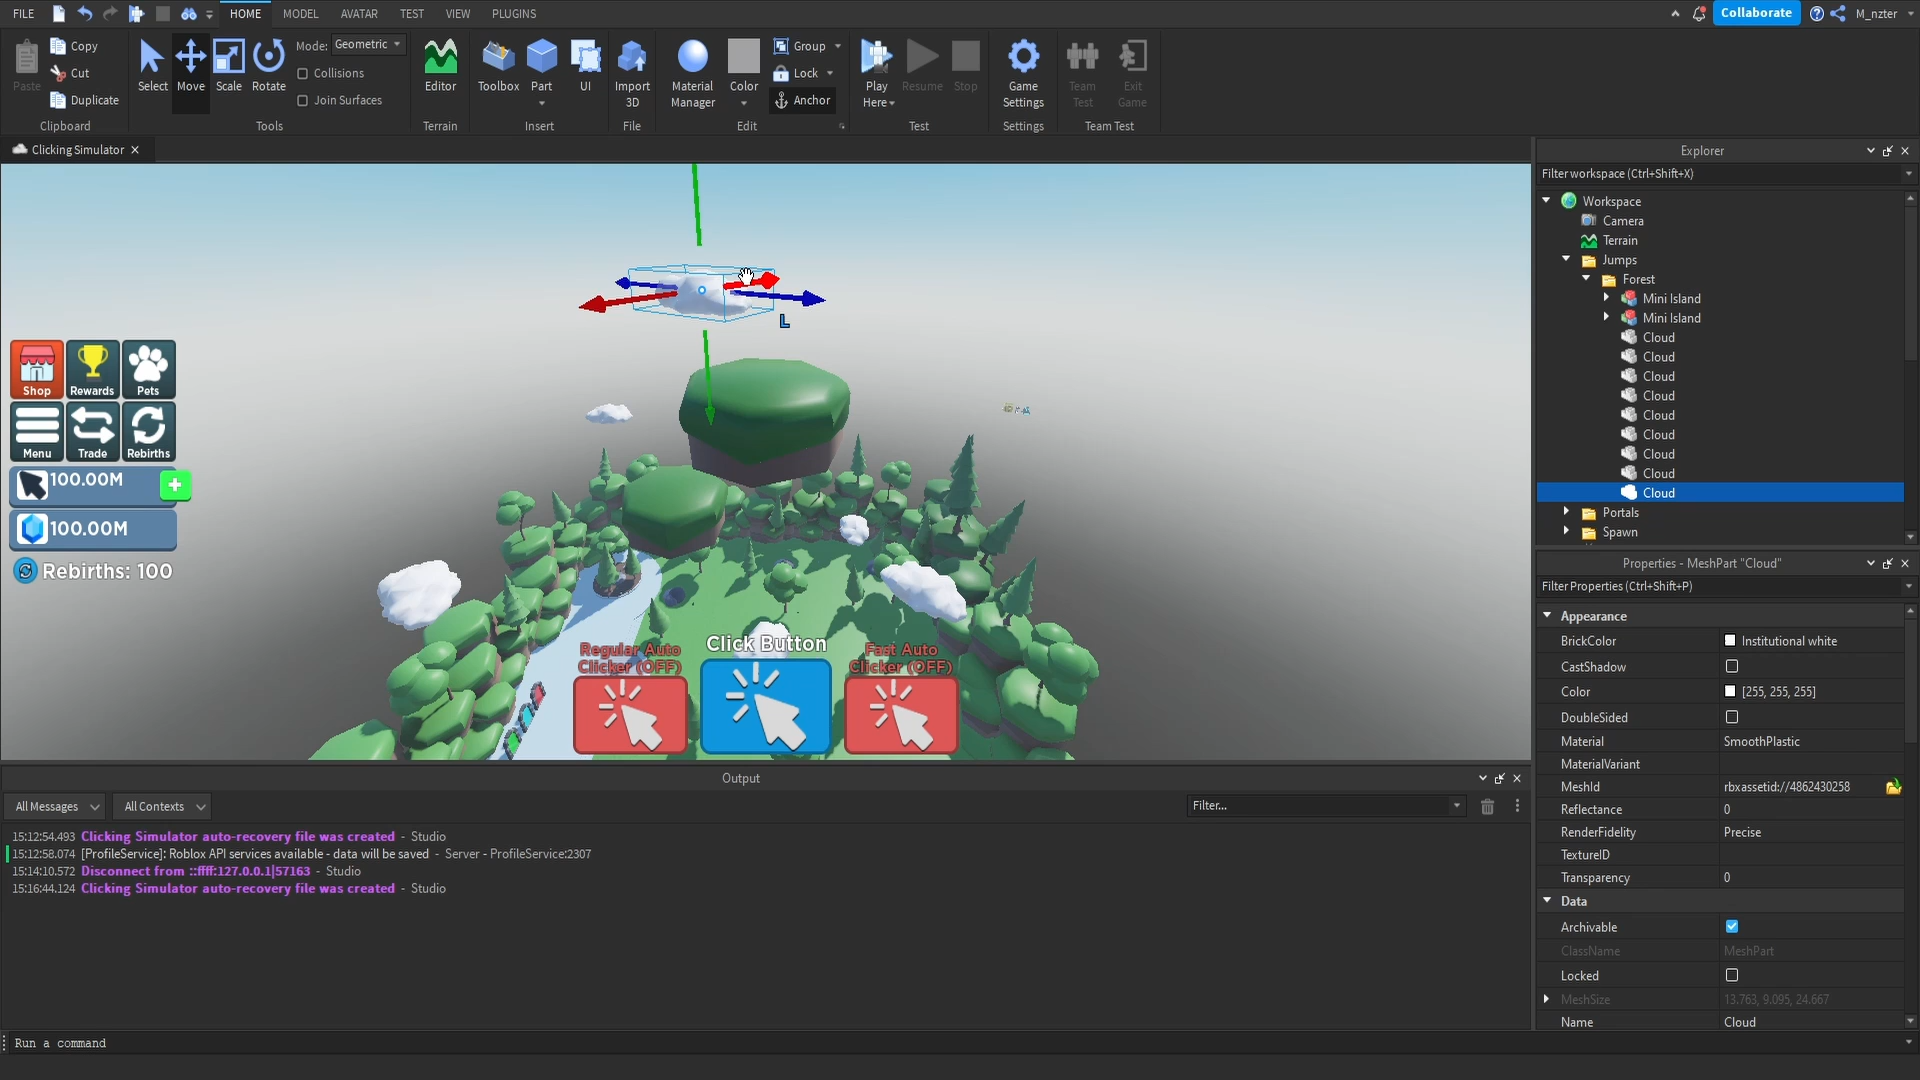 FILE HOME MODEL AVATAR TEST VIEW PLUGINS Collaborate M_nzter
Paste Copy Cut Duplicate
Select Move Scale Rotate
Mode: Geometric
Collisions
Join Surfaces
Editor
Toolbox Part UI
Import 3D
Material Manager
Color
Group
Lock
Anchor
Play Here
Resume Stop
Game Settings
Team Test
Exit Game
Clipboard Tools Terrain Insert File Edit Test Settings Team Test
Clicking Simulator
L
Shop Rewards Pets
Menu Trade Rebirths
100.00M
+
100.00M
Rebirths: 100
Regular Auto
Clicker (OFF)
Click Button
Fast Auto
Clicker (OFF)
Explorer
Filter workspace (Ctrl+Shift+X)
Workspace
Camera
Terrain
Jumps
Forest
Mini Island
Mini Island
Cloud
Cloud
Cloud
Cloud
Cloud
Cloud
Cloud
Cloud
Cloud
Portals
Spawn
Properties - MeshPart "Cloud"
Filter Properties (Ctrl+Shift+P)
Appearance
BrickColor Institutional white
CastShadow
Color [255, 255, 255]
DoubleSided
Material SmoothPlastic
MaterialVariant
MeshId rbxassetid://4862430258
Reflectance 0
RenderFidelity Precise
TextureID
Transparency 0
Data
Archivable
ClassName MeshPart
Locked
MeshSize 13.763, 9.095, 24.667
Name Cloud
Output
All Messages All Contexts Filter...
15:12:54.493 Clicking Simulator auto-recovery file was created - Studio
15:12:58.074 [ProfileService]: Roblox API services available - data will be saved - Server - ProfileService:2307
15:14:10.572 Disconnect from ::ffff:127.0.0.1|57163 - Studio
15:16:44.124 Clicking Simulator auto-recovery file was created - Studio
Run a command